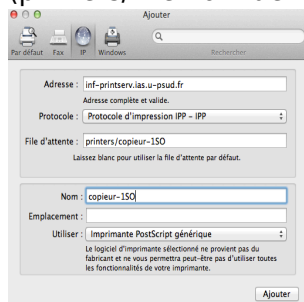 Ajouter
Par défaut Fax IP Windows Rechercher
Adresse : inf-printserv.ias.u-psud.fr
Adresse complète et valide.
Protocole : Protocole d'impression IPP – IPP
File d'attente : printers/copieur-1SO
Laissez blanc pour utiliser la file d'attente par défaut.
Nom : copieur-1SO
Emplacement :
Utiliser : Imprimante PostScript générique
Le logiciel d'imprimante sélectionné ne provient pas du
fabricant et ne vous permettra peut-être pas d'utiliser toutes
les fonctionnalités de votre imprimante.
Ajouter